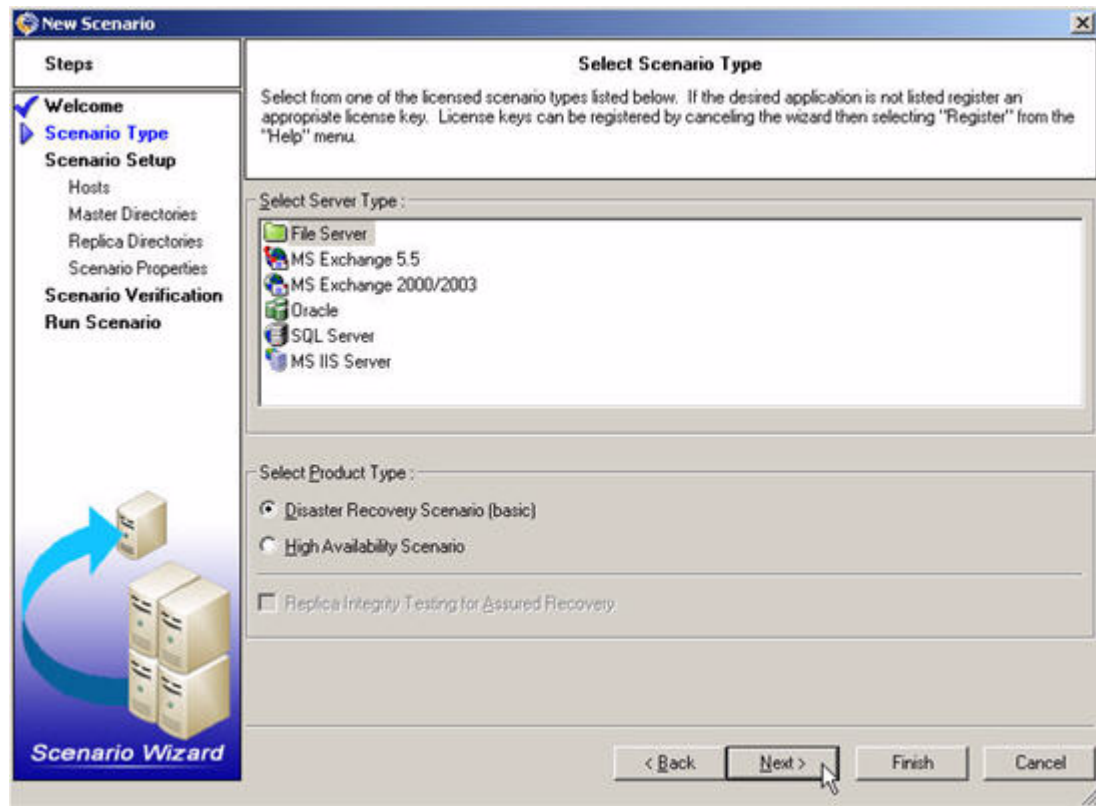 New Scenario
Steps
Welcome
Scenario Type
Scenario Setup
Hosts
Master Directories
Replica Directories
Scenario Properties
Scenario Verification
Run Scenario
Scenario Wizard
Select Scenario Type
Select from one of the licensed scenario types listed below. If the desired application is not listed register an
appropriate license key. License keys can be registered by canceling the wizard then selecting "Register" from the
"Help" menu.
Select Server Type :
File Server
MS Exchange 5.5
MS Exchange 2000/2003
Oracle
SQL Server
MS IIS Server
Select Product Type :
Disaster Recovery Scenario (basic)
High Availability Scenario
Replica Integrity Testing for Assured Recovery
< Back
Next >
Finish
Cancel